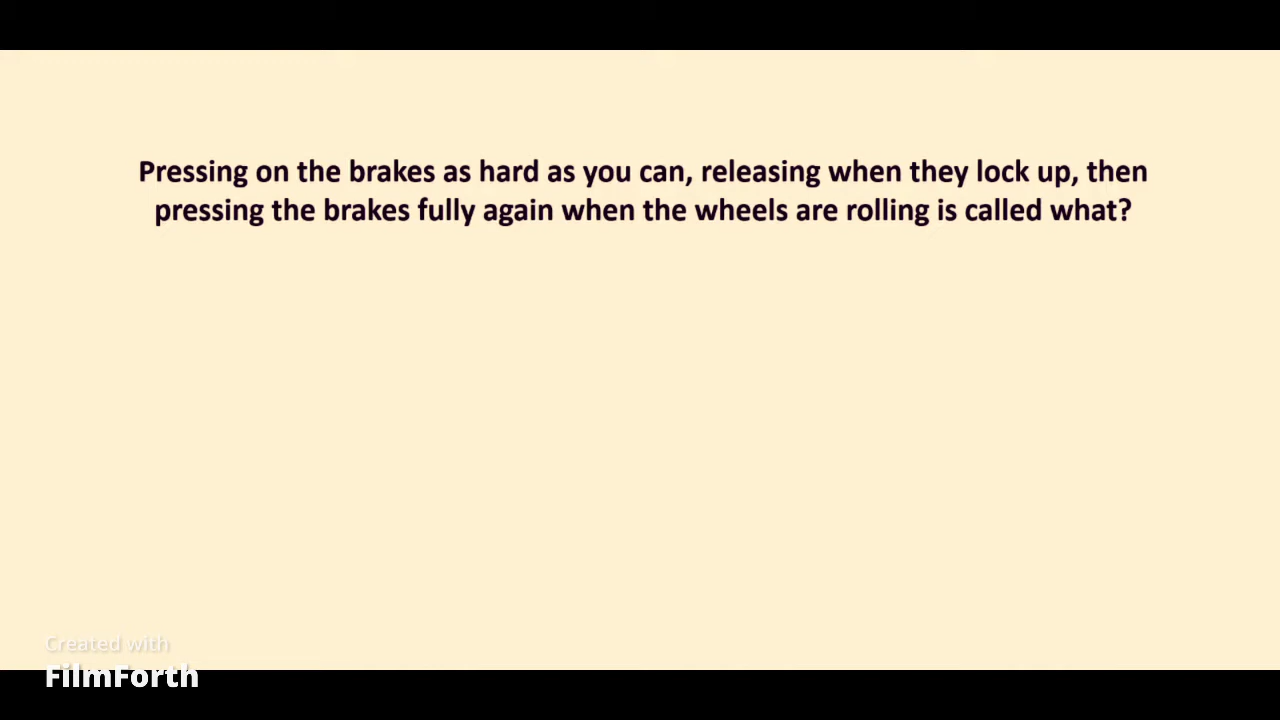 Pressing on the brakes as hard as you can, releasing when they lock up, then
pressing the brakes fully again when the wheels are rolling is called what?
Created with
FilmForth